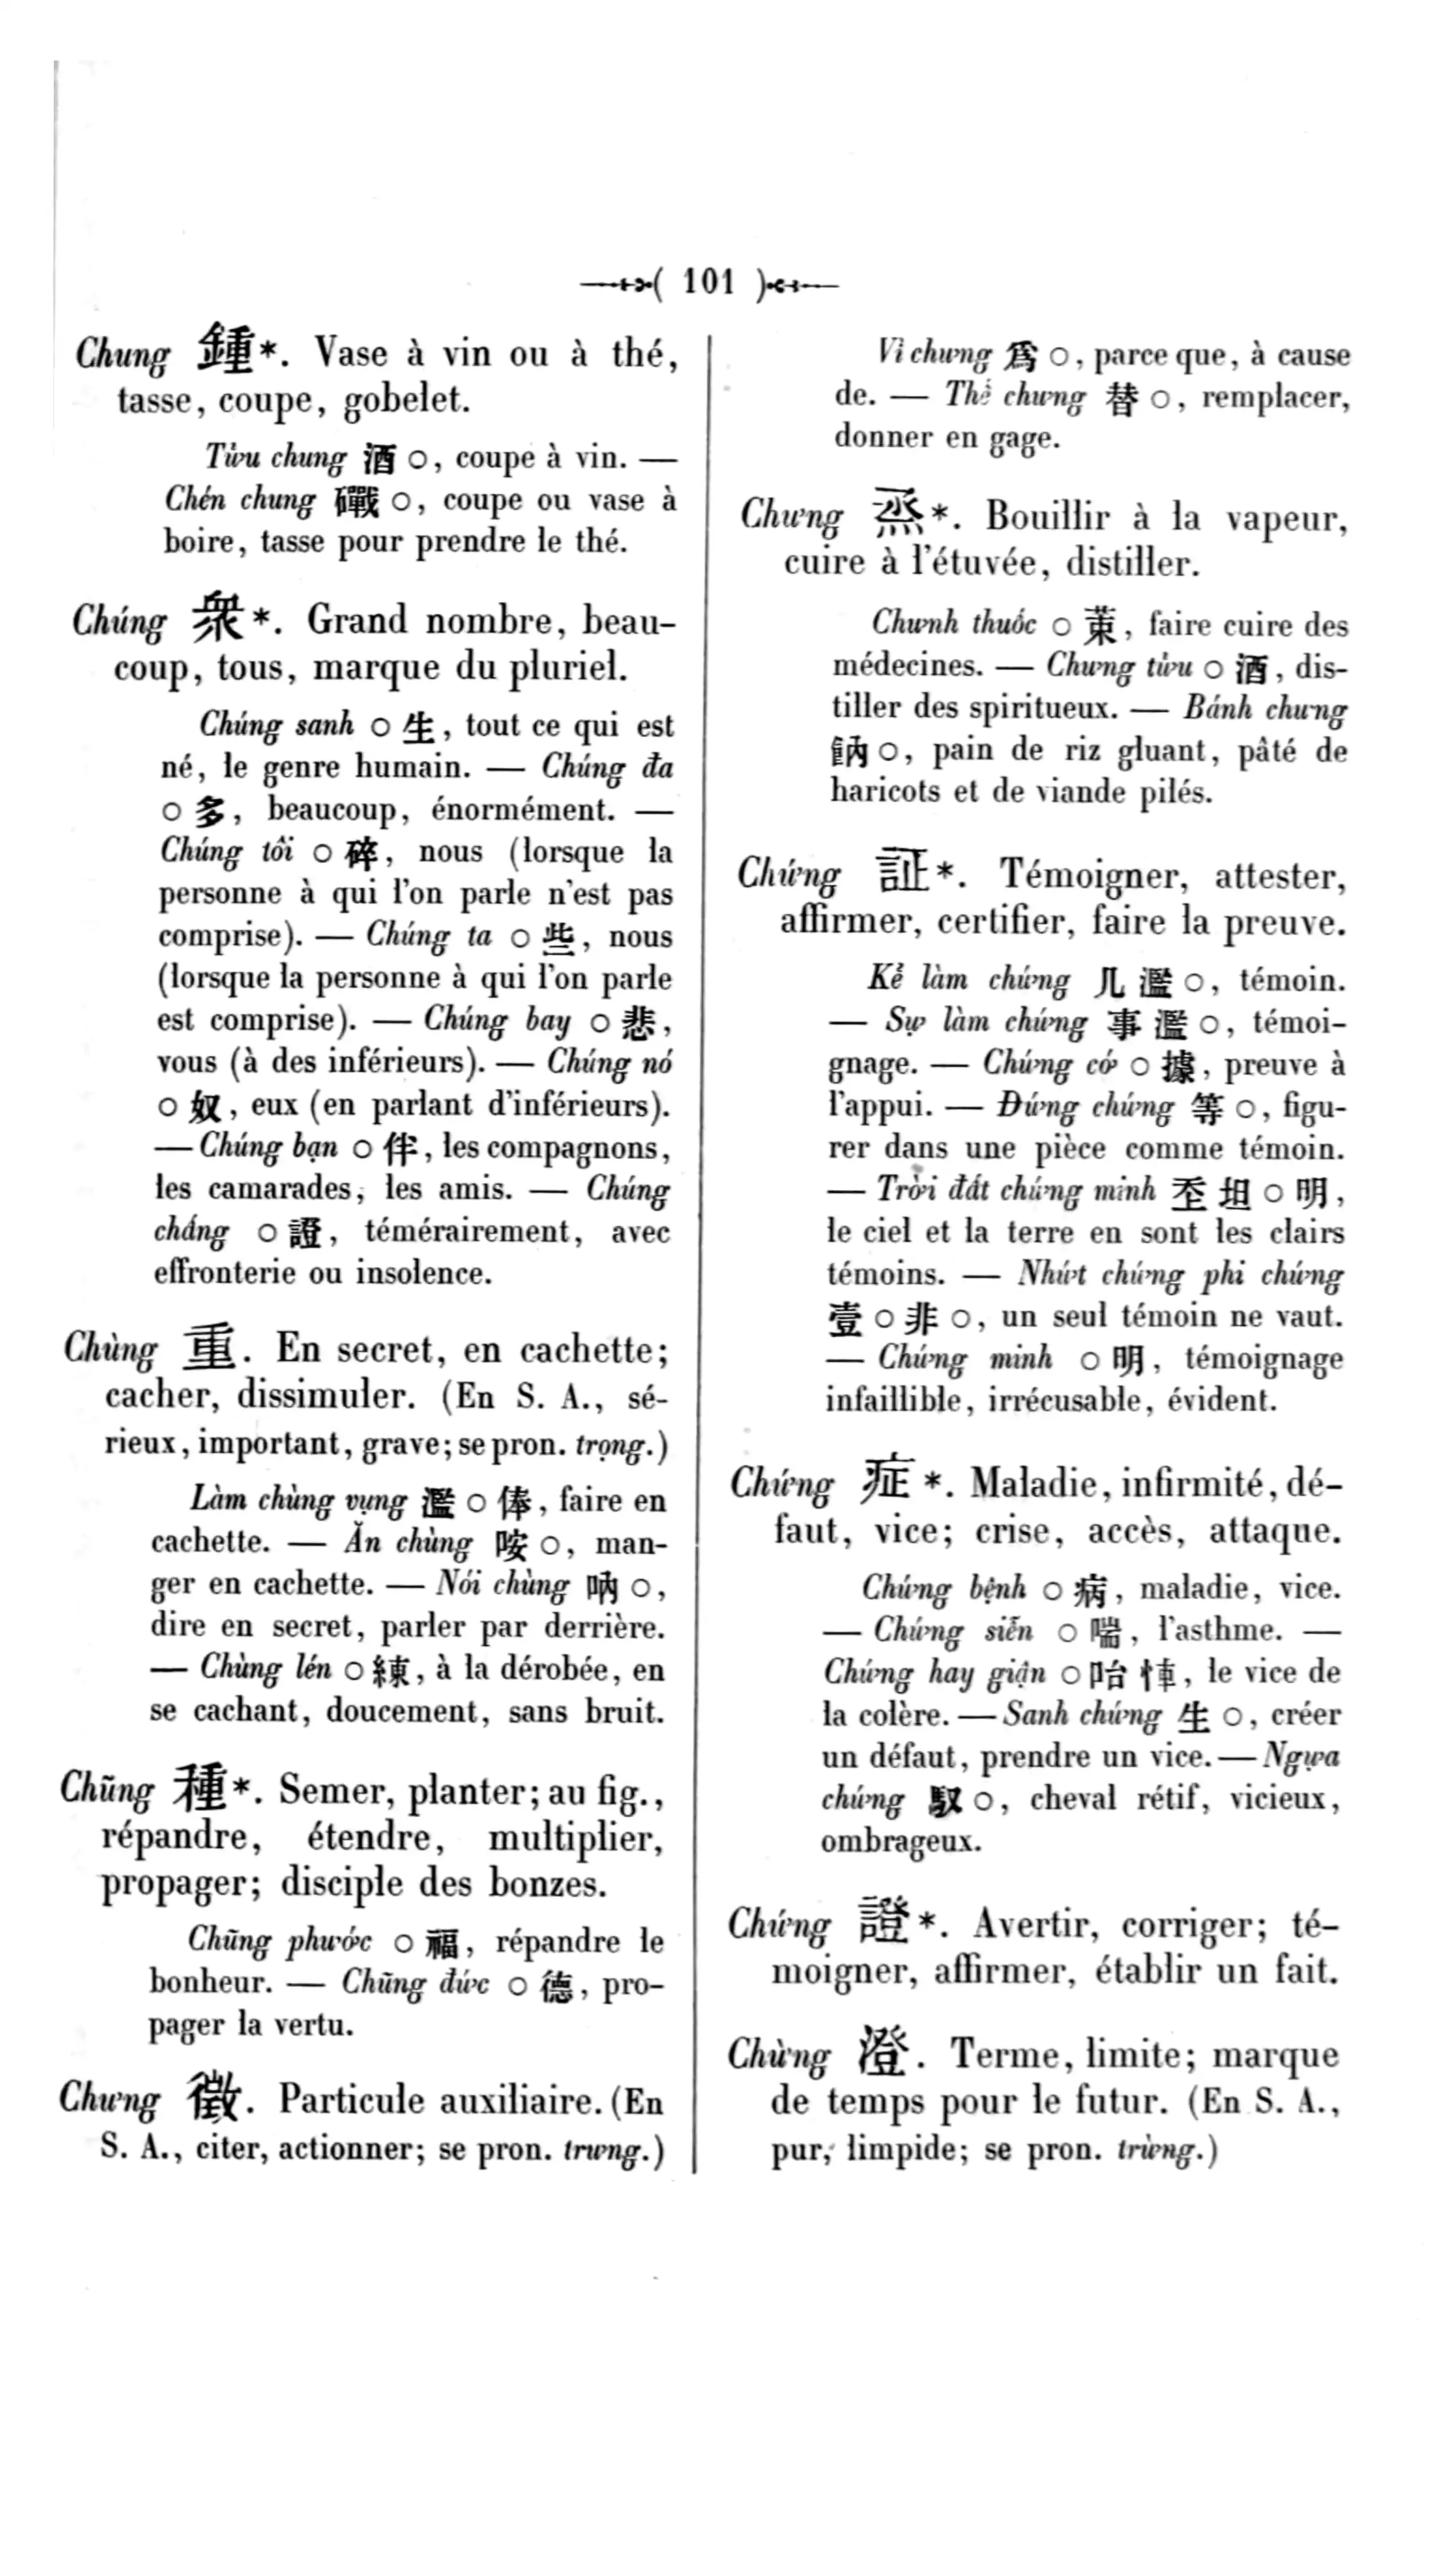 ( 101 )
Chung 鍾*. Vase à vin ou à thé,
tasse, coupe, gobelet.
Tửu chung 酒 ○, coupe à vin. —
Chén chung 𥗜 ○, coupe ou vase à
boire, tasse pour prendre le thé.
Chúng 衆*. Grand nombre, beau-
coup, tous, marque du pluriel.
Chúng sanh ○ 生, tout ce qui est
né, le genre humain. — Chúng đa
○ 多, beaucoup, énormément. —
Chúng tôi ○ 碎, nous (lorsque la
personne à qui l'on parle n'est pas
comprise). — Chúng ta ○ 些, nous
(lorsque la personne à qui l'on parle
est comprise). — Chúng bay ○ 悲,
vous (à des inférieurs). — Chúng nó
○ 奴, eux (en parlant d'inférieurs).
— Chúng bạn ○ 伴, les compagnons,
les camarades, les amis. — Chúng
chắng ○ 證, témérairement, avec
effronterie ou insolence.
Chùng 重. En secret, en cachette;
cacher, dissimuler. (En S. A., sé-
rieux, important, grave; se pron. trọng.)
Làm chùng vụng 濫 ○ 俸, faire en
cachette. — Ăn chùng 咹 ○, man-
ger en cachette. — Nói chùng 吶 ○,
dire en secret, parler par derrière.
— Chùng lén ○ 練, à la dérobée, en
se cachant, doucement, sans bruit.
Chũng 種*. Semer, planter; au fig.,
répandre, étendre, multiplier,
propager; disciple des bonzes.
Chũng phước ○ 福, répandre le
bonheur. — Chũng đức ○ 德, pro-
pager la vertu.
Chưng 徵. Particule auxiliaire. (En
S. A., citer, actionner; se pron. trưng.)
Vì chưng 爲 ○, parce que, à cause
de. — Thế chưng 替 ○, remplacer,
donner en gage.
Chưng 烝*. Bouillir à la vapeur,
cuire à l'étuvée, distiller.
Chưnh thuốc ○ 菄, faire cuire des
médecines. — Chưng tửu ○ 酒, dis-
tiller des spiritueux. — Bánh chưng
○, pain de riz gluant, pâté de
haricots et de viande pilés.
Chứng 証*. Témoigner, attester,
affirmer, certifier, faire la preuve.
Kẻ làm chứng 几 濫 ○, témoin.
— Sự làm chứng 事 濫 ○, témoi-
gnage. — Chứng cớ ○ 據, preuve à
l'appui. — Đứng chứng 等 ○, figu-
rer dans une pièce comme témoin.
— Trời đất chứng minh 坖 坦 ○ 明,
le ciel et la terre en sont les clairs
témoins. — Nhứt chứng phi chứng
壹 ○ 非 ○, un seul témoin ne vaut.
— Chứng minh ○ 明, témoignage
infaillible, irrécusable, évident.
Chứng 症*. Maladie, infirmité, dé-
faut, vice; crise, accès, attaque.
Chứng bệnh ○ 病, maladie, vice.
— Chứng siễn ○ 喘, l'asthme. —
Chứng hay giận ○ 咍 , le vice de
la colère. — Sanh chứng 生 ○, créer
un défaut, prendre un vice. — Ngựa
chứng 馭 ○, cheval rétif, vicieux,
ombrageux.
Chứng 證*. Avertir, corriger; té-
moigner, affirmer, établir un fait.
Chừng 澄. Terme, limite; marque
de temps pour le futur. (En S. A.,
pur, limpide; se pron. trừng.)